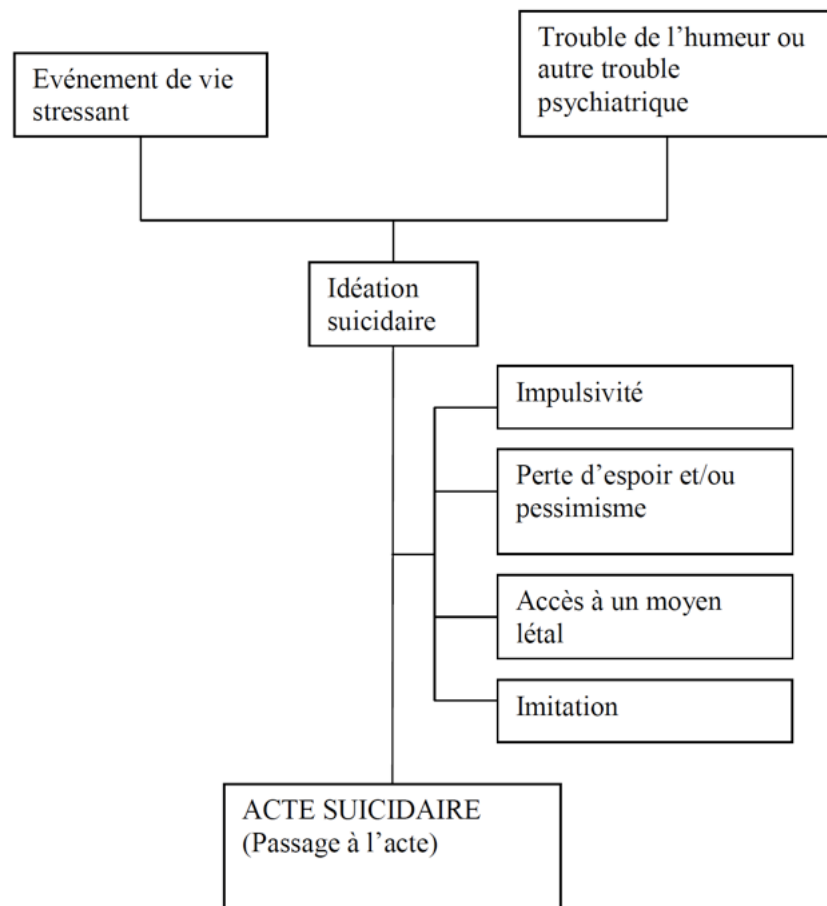 Trouble de l'humeur ou
autre trouble
psychiatrique
Evénement de vie
stressant
Idéation
suicidaire
Impulsivité
Perte d'espoir et/ou
pessimisme
Accès à un moyen
létal
Imitation
ACTE SUICIDAIRE
(Passage à l'acte)